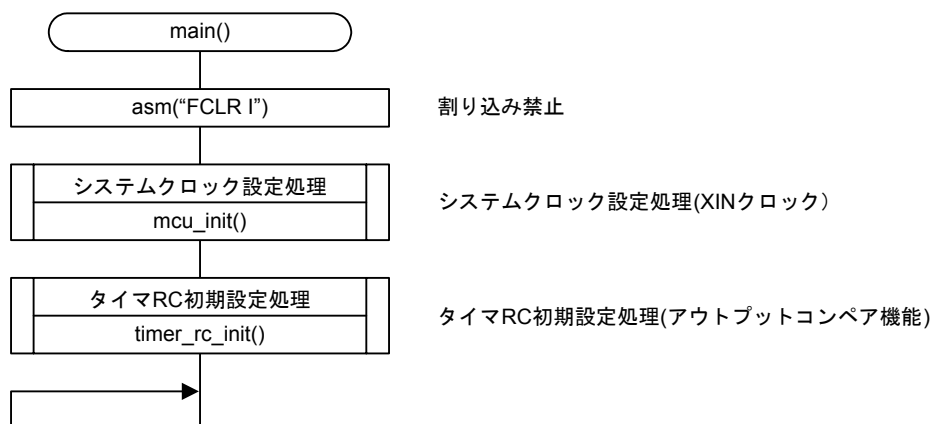 main()
asm(“FCLR I”)
割り込み禁止
システムクロック設定処理
mcu_init()
システムクロック設定処理(XINクロック）
タイマRC初期設定処理
timer_rc_init()
タイマRC初期設定処理(アウトプットコンペア機能)